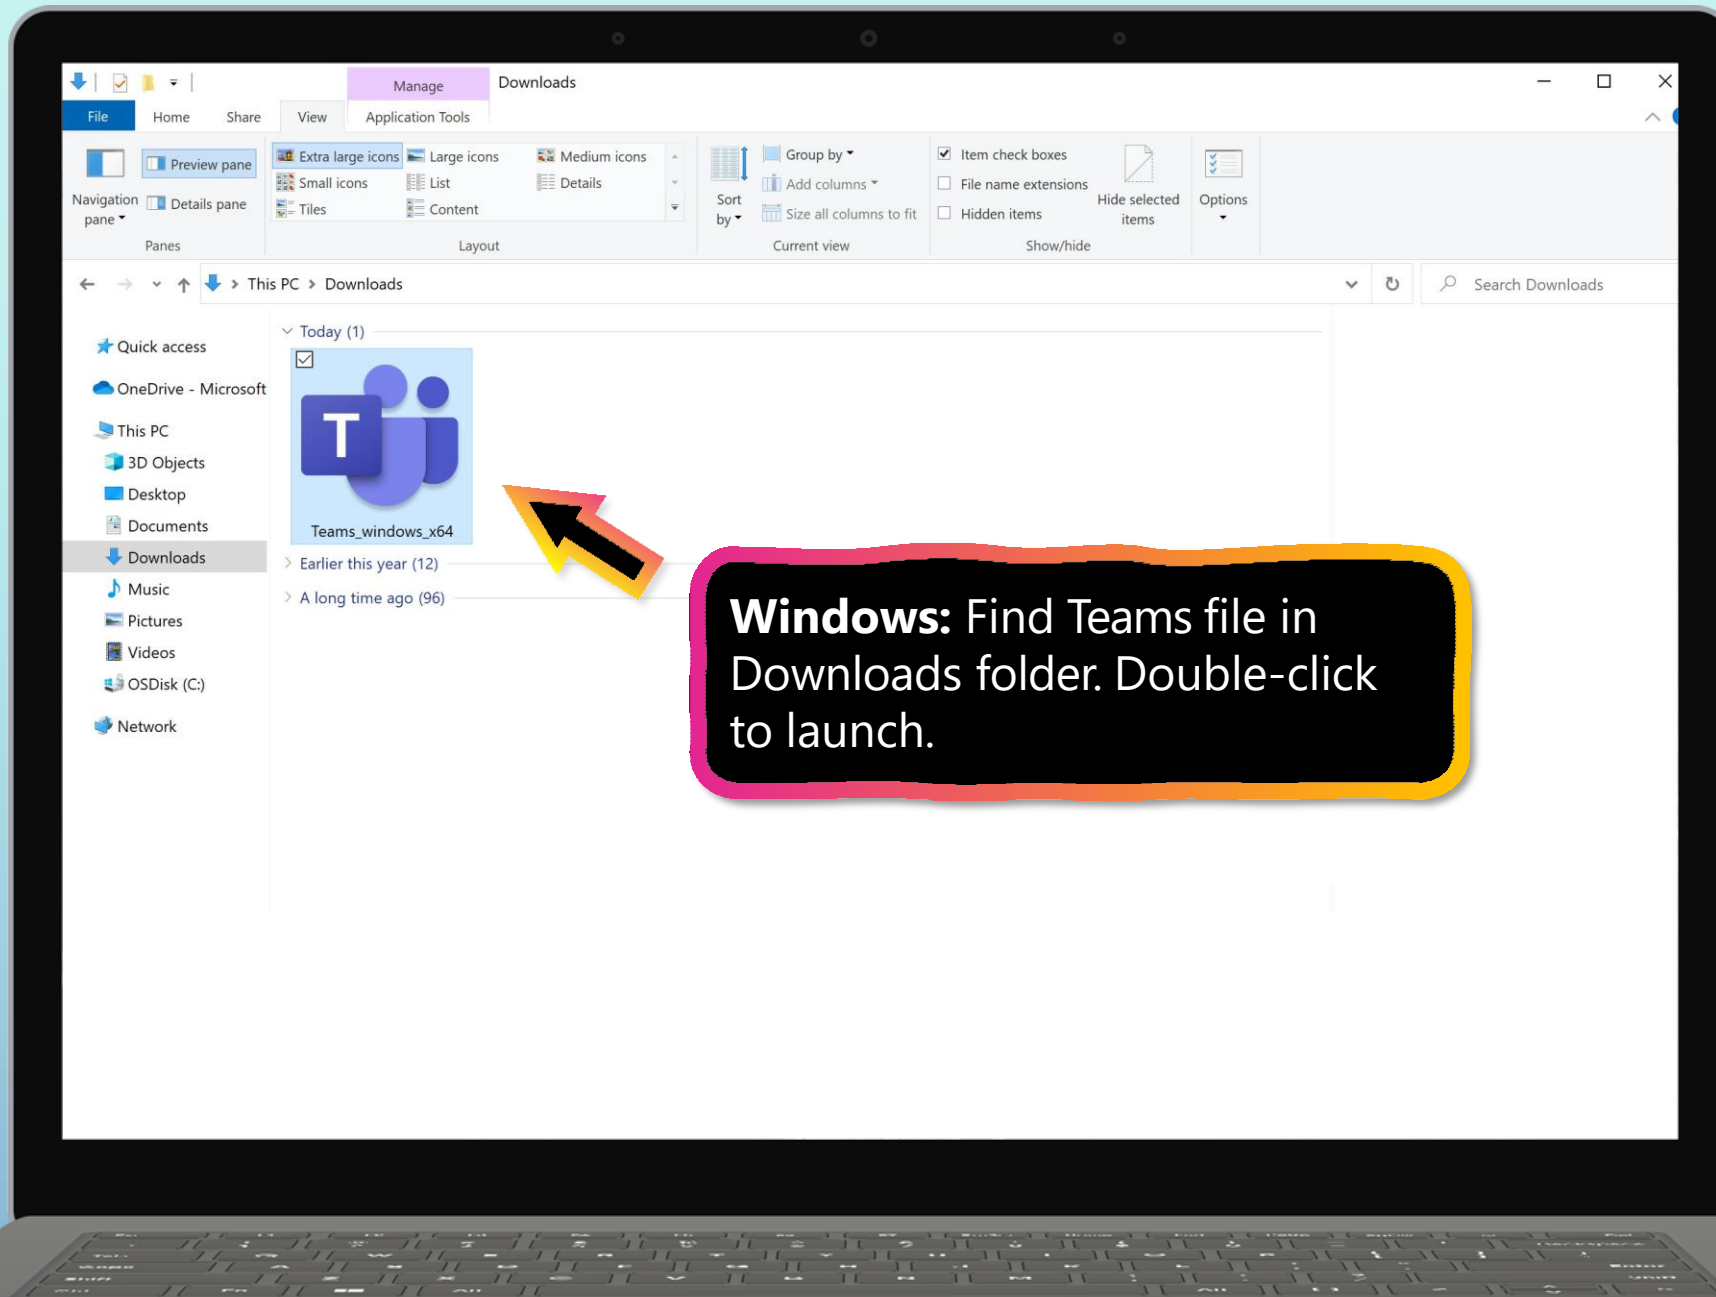 Manage
Downloads
File
Home
Share
View
Application Tools
Navigation pane
Preview pane
Details pane
Panes
Extra large icons
Large icons
Medium icons
Small icons
List
Details
Tiles
Content
Layout
Sort by
Group by
Add columns
Size all columns to fit
Current view
Item check boxes
File name extensions
Hidden items
Hide selected items
Show/hide
Options
This PC > Downloads
Search Downloads
Quick access
OneDrive - Microsoft
This PC
3D Objects
Desktop
Documents
Downloads
Music
Pictures
Videos
OSDisk (C:)
Network
Today (1)
T
Teams_windows_x64
Earlier this year (12)
A long time ago (96)
Windows: Find Teams file in
Downloads folder. Double-click
to launch.